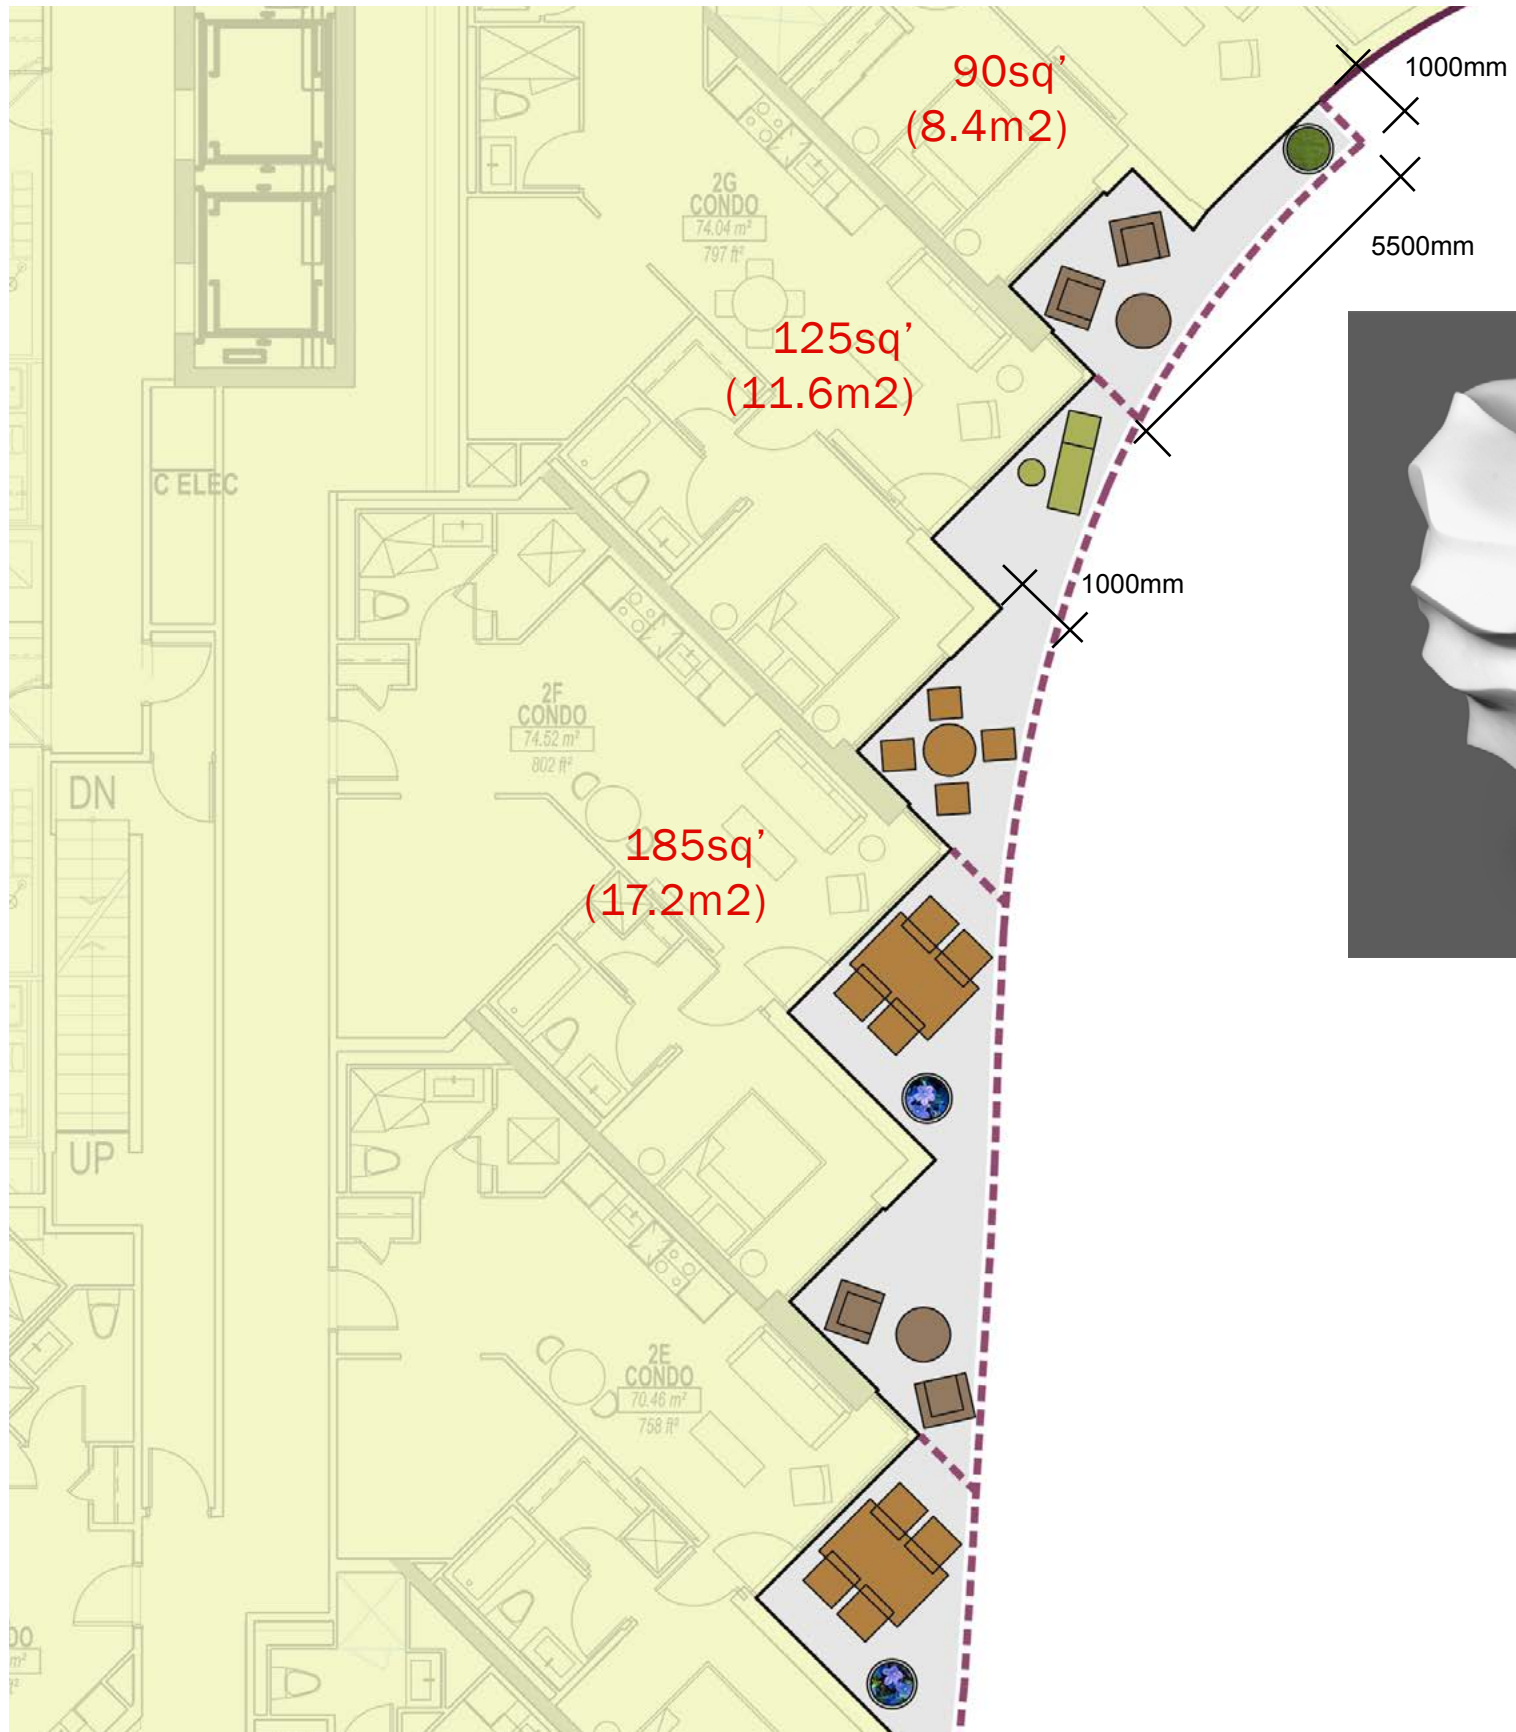 90sq’
(8.4m2)
1000mm
2G
CONDO
74.04 m²
797 ft²
5500mm
125sq’
(11.6m2)
C ELEC
1000mm
2F
CONDO
74.52 m²
802 ft²
DN
185sq’
(17.2m2)
UP
2E
CONDO
70.46 m²
758 ft²